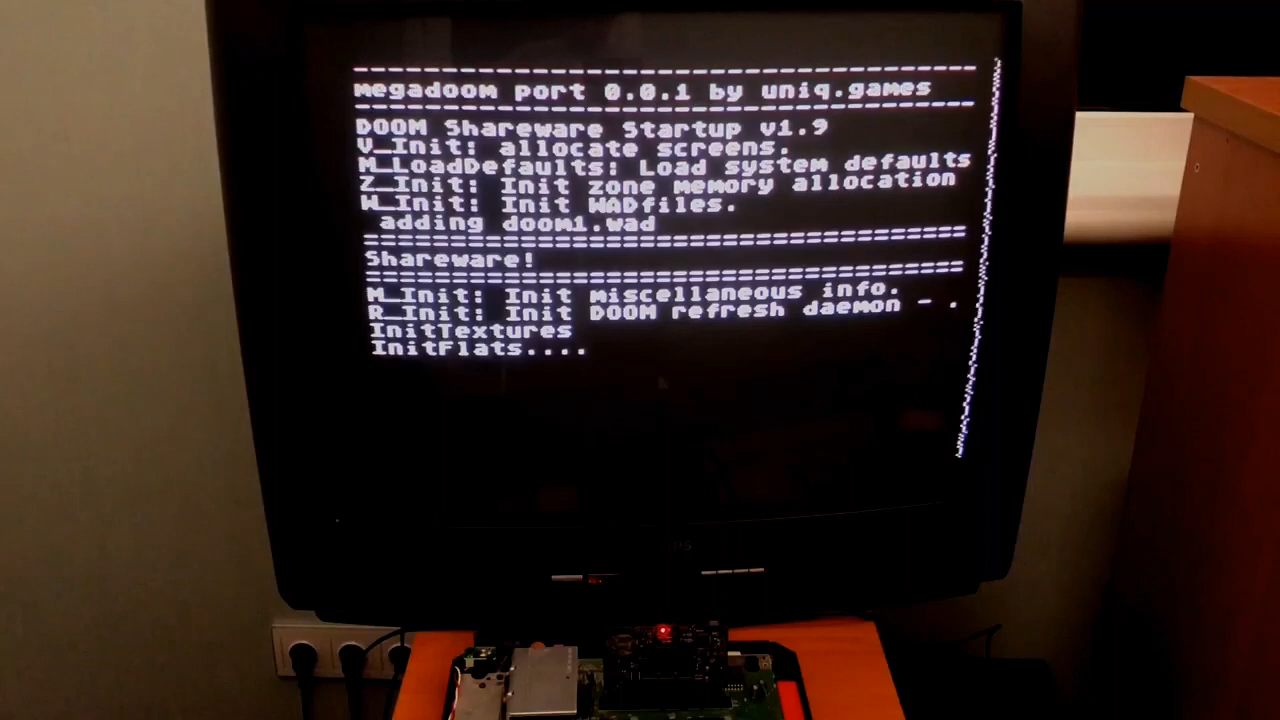 ------------------------------------------
megadoom port 0.0.1 by uniq.games
------------------------------------------
DOOM Shareware Startup v1.9
V_Init: allocate screens.
M_LoadDefaults: Load system defaults
Z_Init: Init zone memory allocation
W_Init: Init WADfiles.
adding doom1.wad
==========================================
Shareware!
==========================================
M_Init: Init miscellaneous info.
R_Init: Init DOOM refresh daemon - .
InitTextures
InitFlats....